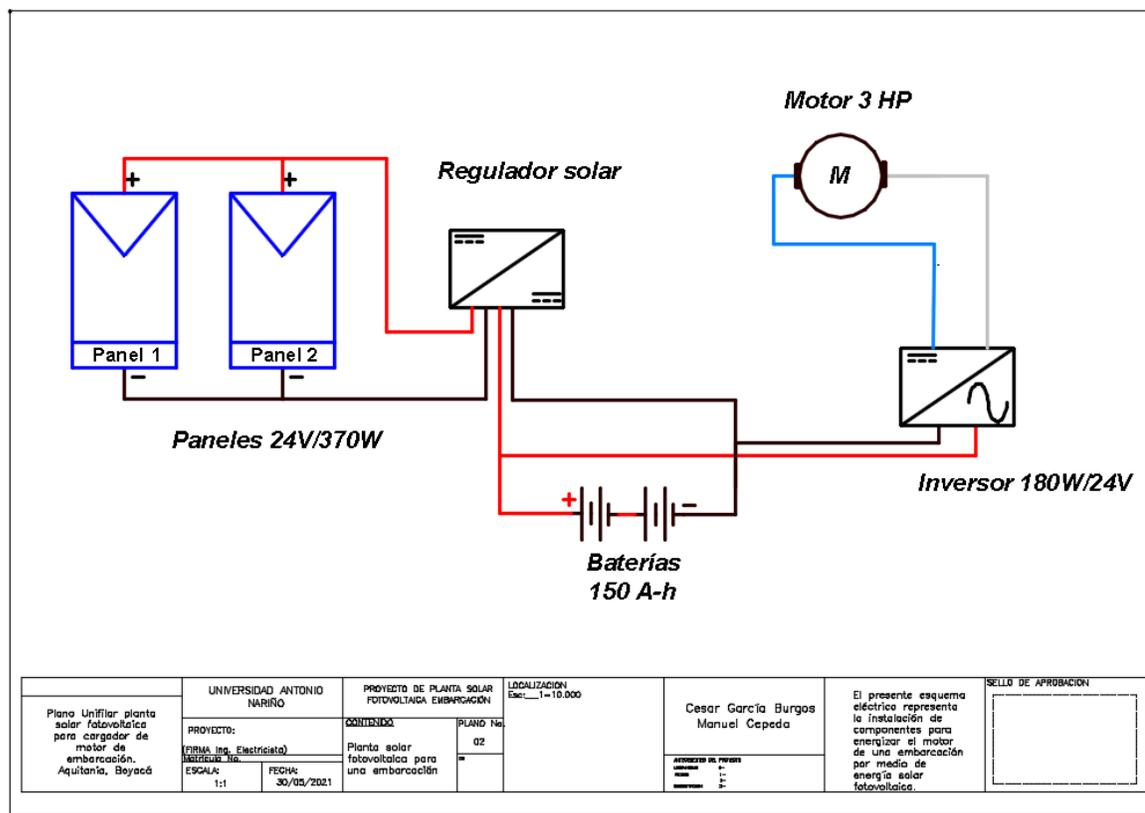 Motor 3 HP
M
Regulador solar
+
+
Panel 1
Panel 2
-
-
Paneles 24V/370W
Inversor 180W/24V
+
-
Baterías
150 A-h
Plano Unifilar planta
solar fotovoltaica
para cargador de
motor de
embarcación.
Aquitania, Boyacá
UNIVERSIDAD ANTONIO
NARIÑO
PROYECTO:
(FIRMA Ing. Electricista)
Matricula No.
ESCALA:
1:1
FECHA:
30/05/2021
PROYECTO DE PLANTA SOLAR
FOTOVOLTAICA EMBARCACIÓN
CONTENIDO
Planta solar
fotovoltaica para
una embarcación
PLANO No.
02
LOCALIZACION
Esc:__1=10.000
Cesar García Burgos
Manuel Cepeda
El presente esquema
eléctrico representa
la instalación de
componentes para
energizar el motor
de una embarcación
por medio de
energía solar
fotovoltaica.
SELLO DE APROBACION